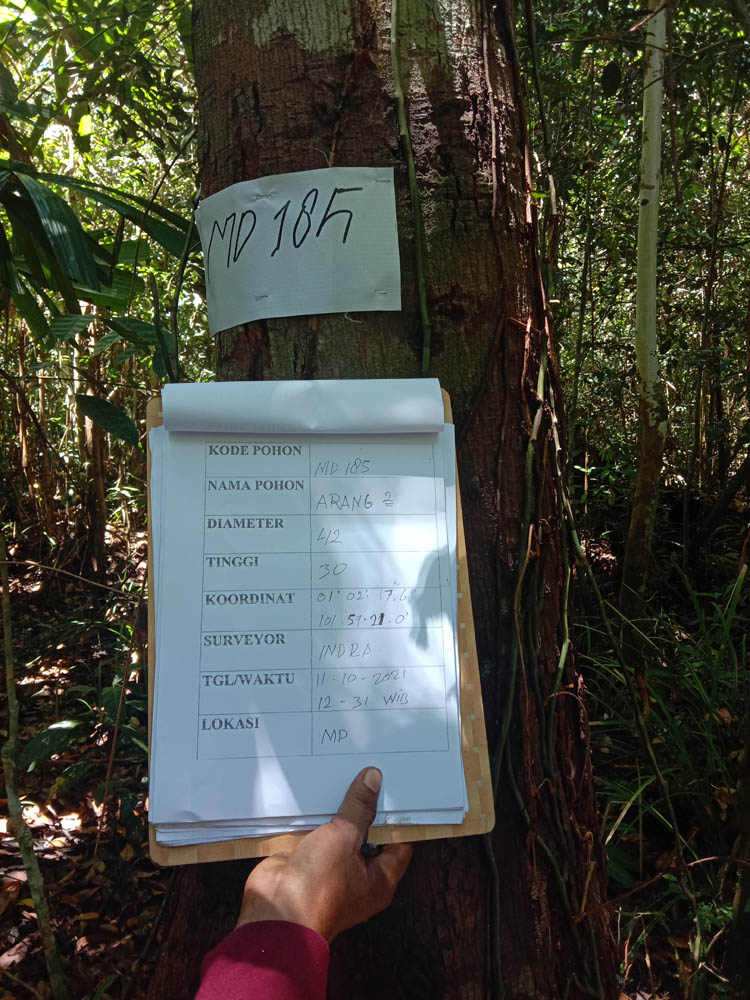 MD 185
KODE POHON MD 185
NAMA POHON ARANG 2
DIAMETER 42
TINGGI 30
KOORDINAT 01° 02' 17,6"
101.59.21.0"
SURVEYOR INDRA
TGL/WAKTU 11-10-2021
12-31 WIB
LOKASI MD